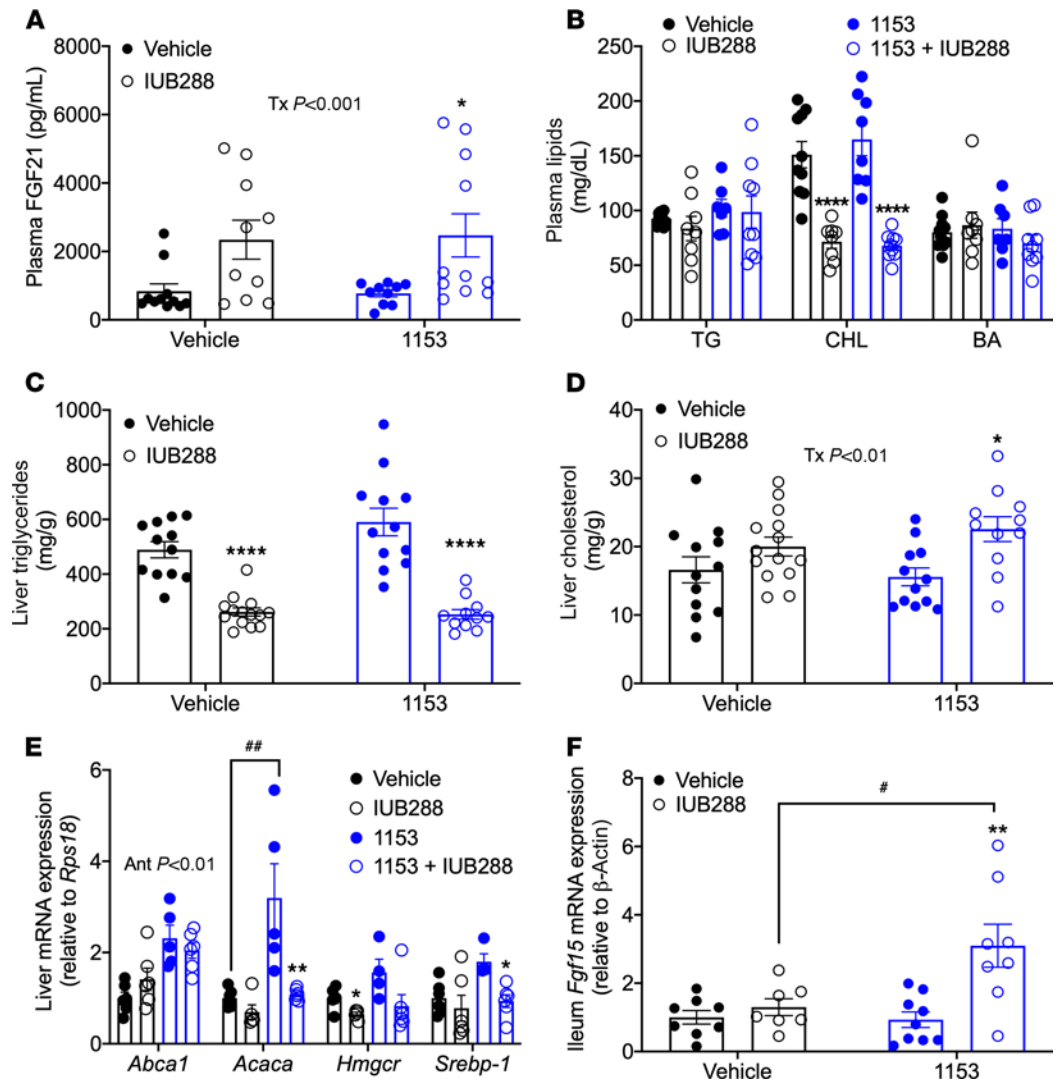 A
Plasma FGF21 (pg/mL)
8000
6000
4000
2000
0
Vehicle
IUB288
Tx P<0.001
*
Vehicle
1153
B
Plasma lipids
(mg/dL)
250
200
150
100
50
0
Vehicle
IUB288
1153
1153 + IUB288
****
****
TG
CHL
BA
C
Liver triglycerides
(mg/g)
1000
800
600
400
200
0
Vehicle
IUB288
****
****
Vehicle
1153
D
Liver cholesterol
(mg/g)
40
30
20
10
0
Vehicle
IUB288
Tx P<0.01
*
Vehicle
1153
E
Liver mRNA expression
(relative to Rps18)
6
4
2
0
##
Vehicle
IUB288
1153
1153 + IUB288
Ant P<0.01
**
*
*
Abca1
Acaca
Hmgcr
Srebp-1
F
Ileum Fgf15 mRNA expression
(relative to β-Actin)
8
6
4
2
0
Vehicle
IUB288
#
**
Vehicle
1153